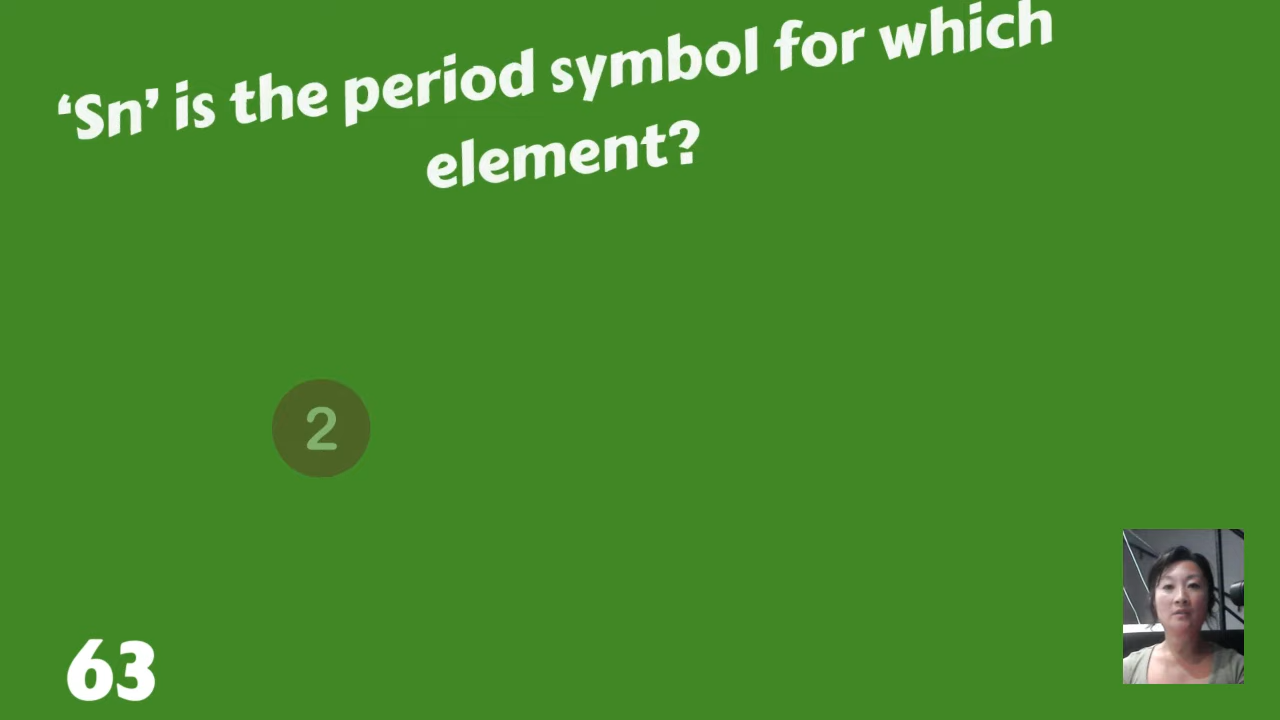 ‘Sn’ is the period symbol for which
element?
2
63